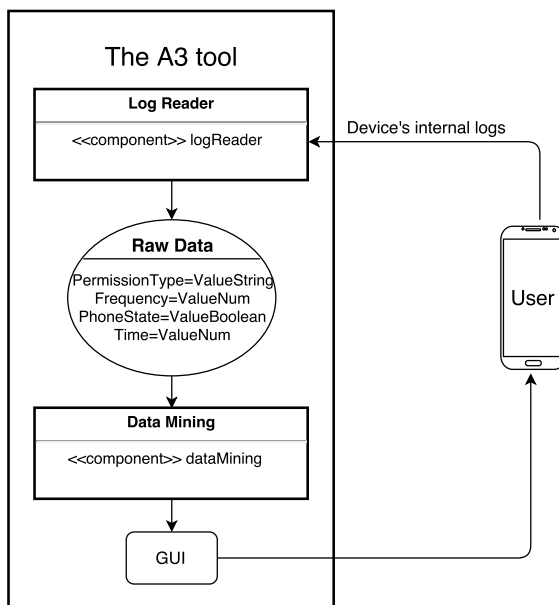 The A3 tool
Log Reader
<<component>> logReader
Device's internal logs
Raw Data
PermissionType=ValueString
Frequency=ValueNum
PhoneState=ValueBoolean
Time=ValueNum
User
Data Mining
<<component>> dataMining
GUI